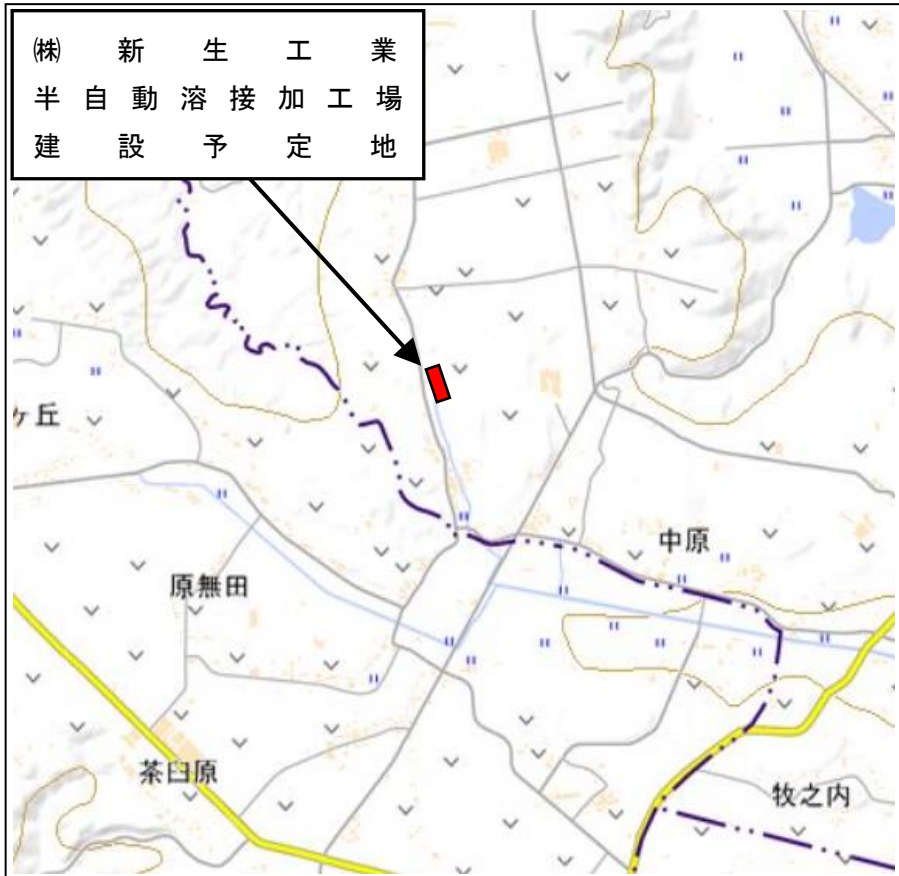 ㈱新生工業
半自動溶接加工場
建設予定地
ヶ丘
中原
原無田
茶臼原
牧之内